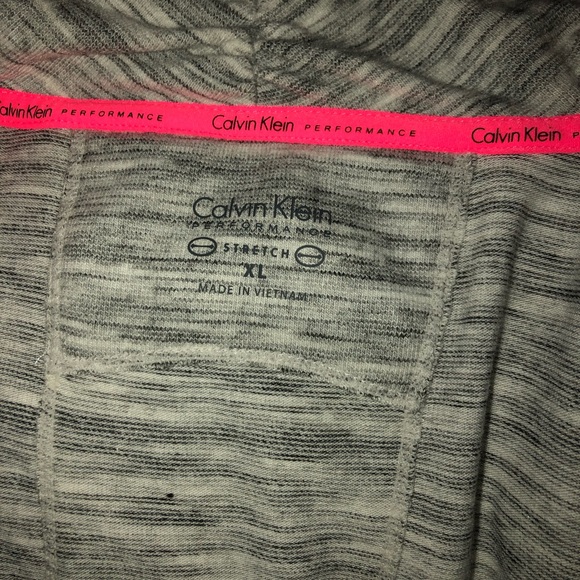 Calvin Klein PERFORMANCE Calvin Klein PERFORMANCE Calvin Klein
Calvin Klein
PERFORMANCE
STRETCH
XL
MADE IN VIETNAM